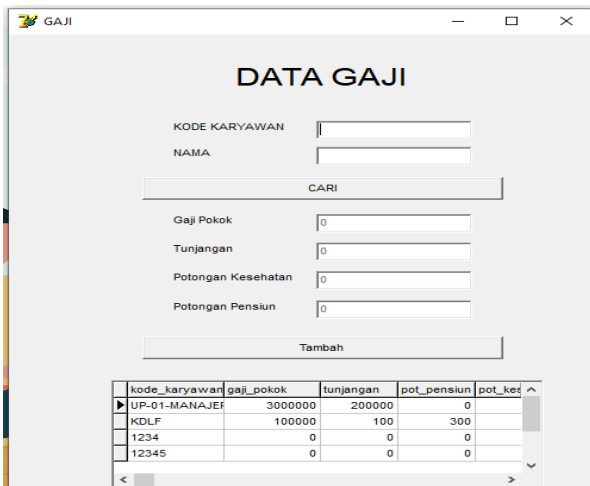 GAJI
DATA GAJI
KODE KARYAWAN
NAMA
CARI
Gaji Pokok 0
Tunjangan 0
Potongan Kesehatan 0
Potongan Pensiun 0
Tambah
kode_karyawan gaji_pokok tunjangan pot_pensiun pot_kes
UP-01-MANAJER 3000000 200000 0
KDLF 100000 100 300
1234 0 0 0
12345 0 0 0